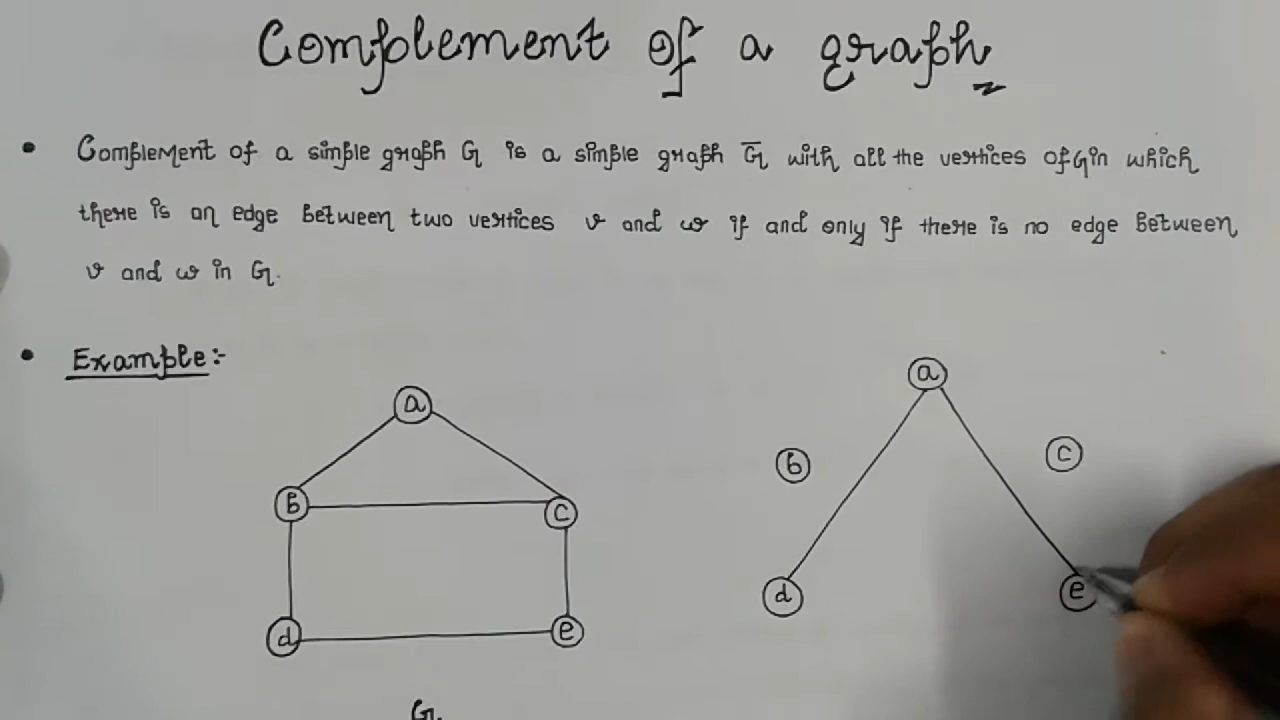 Complement of a graph
• Complement of a simple graph G is a simple graph G̅ with all the vertices of G in which
there is an edge between two vertices v and w if and only if there is no edge between
v and w in G.
• Example:-
a
a
b
c
B
c
d
e
d
e
G